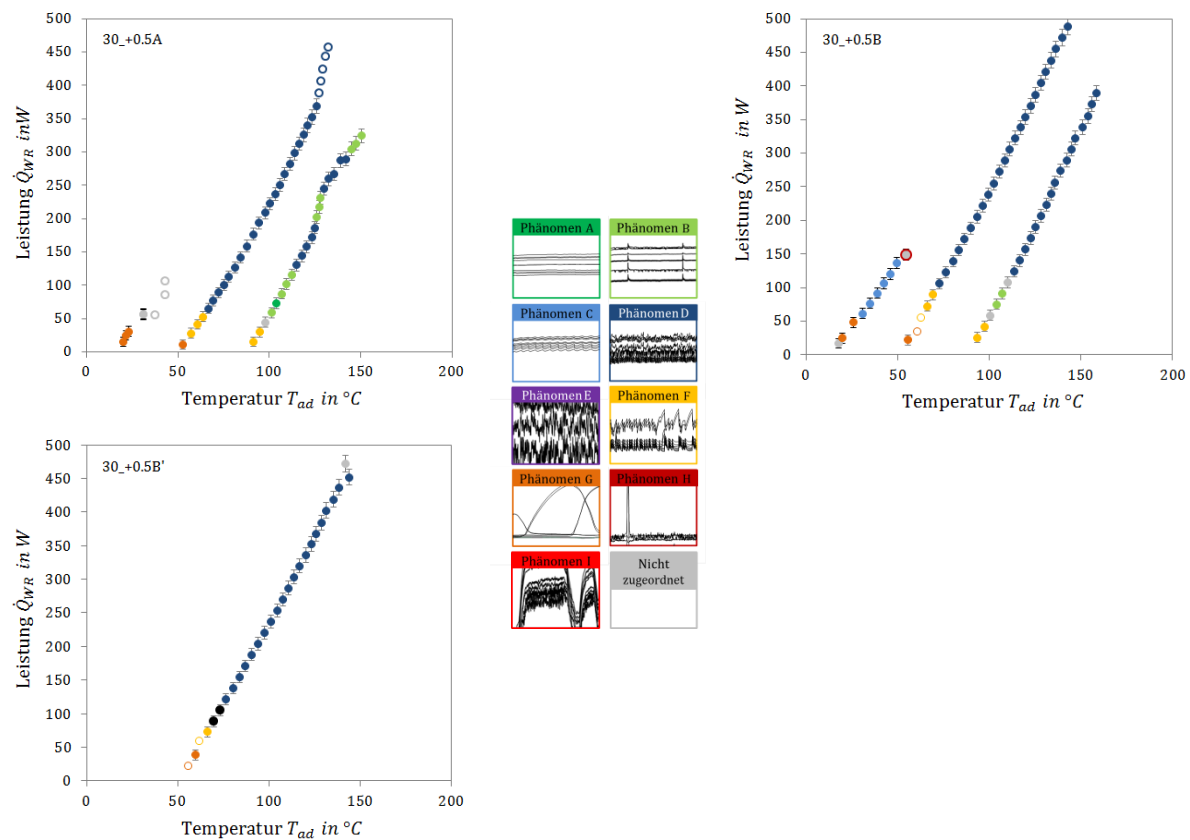 30_+0.5A
Leistung Q̇_WR in W
500
450
400
350
300
250
200
150
100
50
0
0 50 100 150 200
Temperatur T_ad in °C
30_+0.5B
Leistung Q̇_WR in W
500
450
400
350
300
250
200
150
100
50
0
0 50 100 150 200
Temperatur T_ad in °C
Phänomen A Phänomen B
Phänomen C Phänomen D
Phänomen E Phänomen F
Phänomen G Phänomen H
Phänomen I Nicht
zugeordnet
30_+0.5B'
Leistung Q̇_WR in W
500
450
400
350
300
250
200
150
100
50
0
0 50 100 150 200
Temperatur T_ad in °C